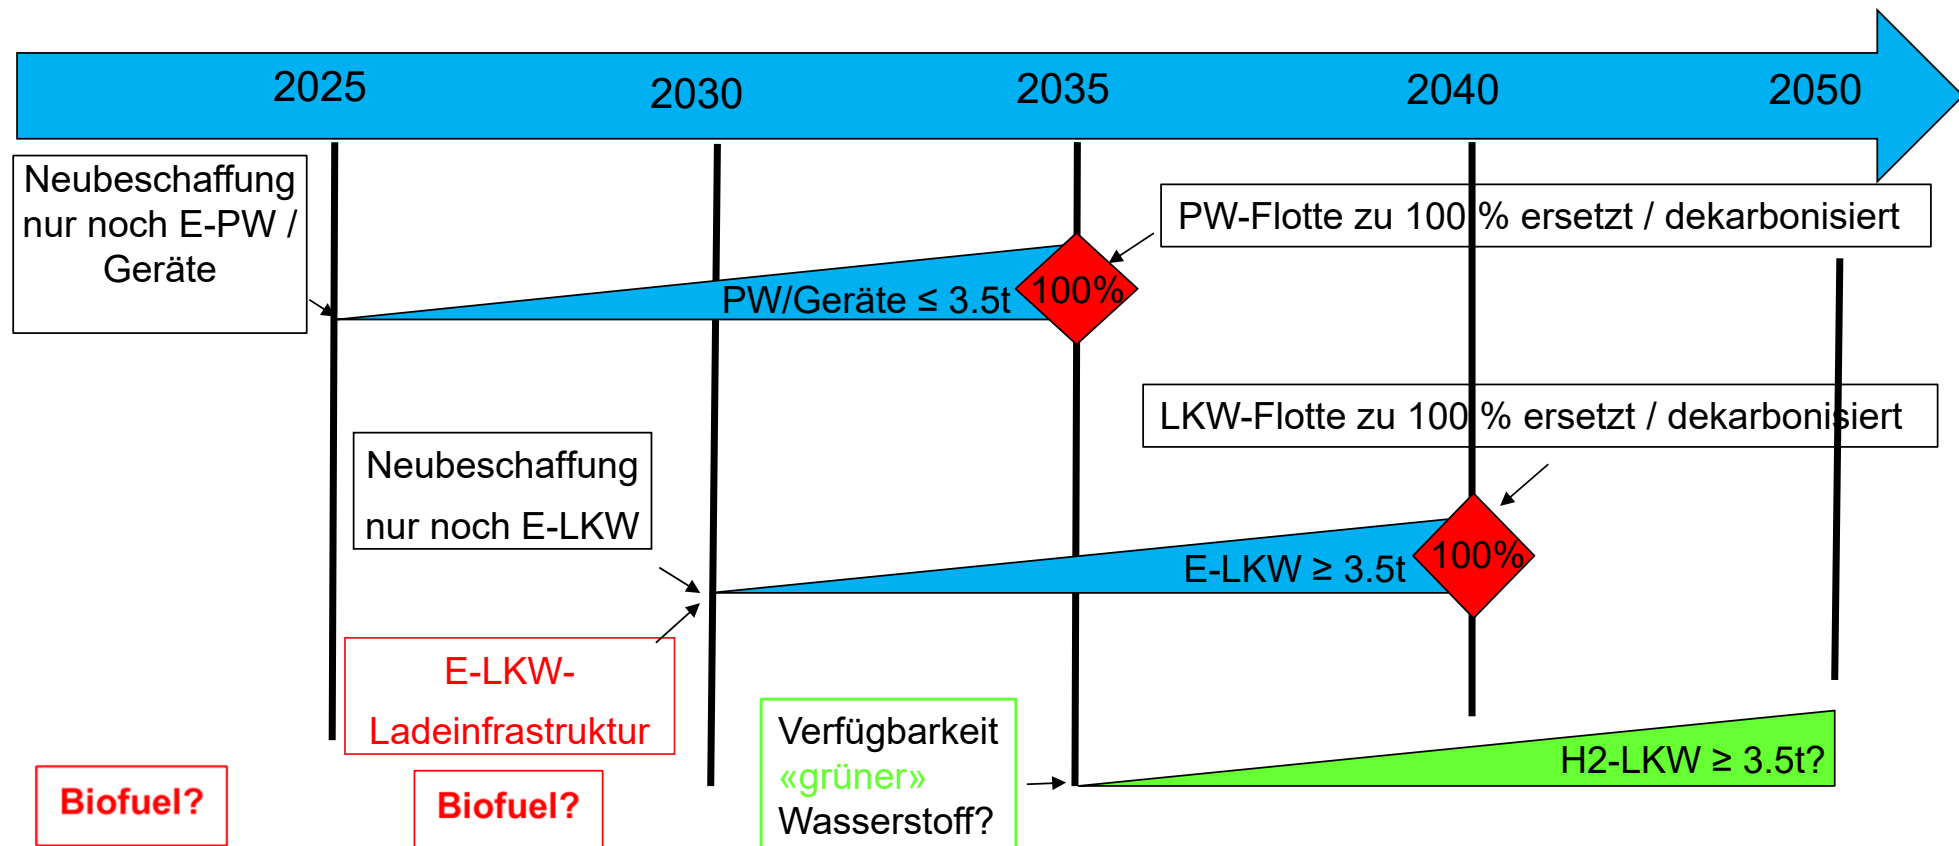 2025
2030
2035
2040
2050
Neubeschaffung
nur noch E-PW /
Geräte
PW-Flotte zu 100 % ersetzt / dekarbonisiert
PW/Geräte ≤ 3.5t
100%
LKW-Flotte zu 100 % ersetzt / dekarbonisiert
Neubeschaffung
nur noch E-LKW
E-LKW ≥ 3.5t
100%
E-LKW-
Ladeinfrastruktur
Verfügbarkeit
«grüner»
Wasserstoff?
H2-LKW ≥ 3.5t?
Biofuel?
Biofuel?